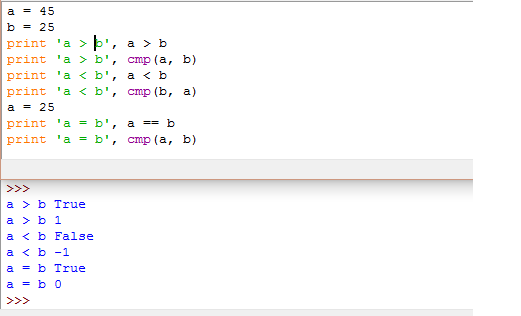 a = 45
b = 25
print 'a > b', a > b
print 'a > b', cmp(a, b)
print 'a < b', a < b
print 'a < b', cmp(b, a)
a = 25
print 'a = b', a == b
print 'a = b', cmp(a, b)
>>>
a > b True
a > b 1
a < b False
a < b -1
a = b True
a = b 0
>>>